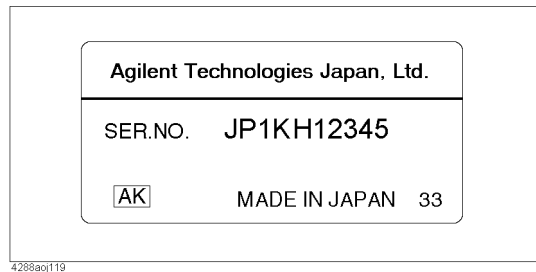 Agilent Technologies Japan, Ltd.
SER.NO. JP1KH12345
AK MADE IN JAPAN 33
4288aoj119